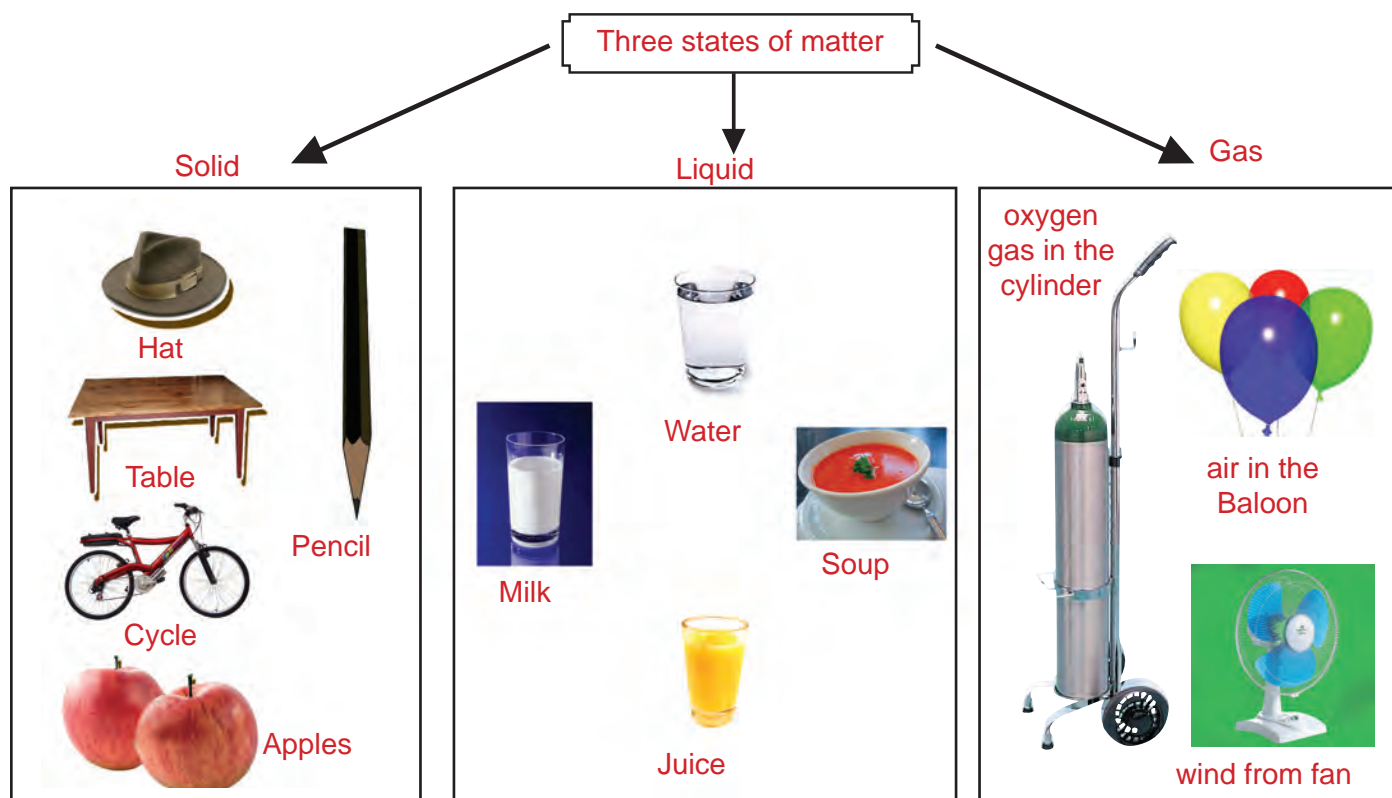 Three states of matter
Solid
Hat
Table
Pencil
Cycle
Apples
Liquid
Water
Milk
Soup
Juice
Gas
oxygen
gas in the
cylinder
air in the
Baloon
wind from fan